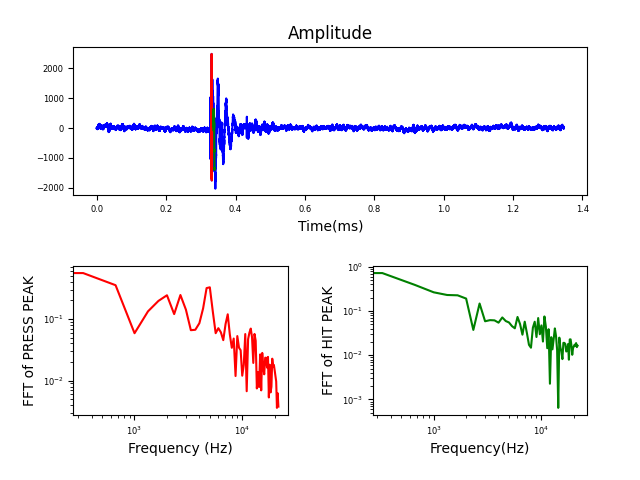 Amplitude
2000
1000
0
−1000
−2000
0.0 0.2 0.4 0.6 0.8 1.0 1.2 1.4
Time(ms)
FFT of PRESS PEAK
10⁻¹
10⁻²
10³ 10⁴
Frequency (Hz)
FFT of HIT PEAK
10⁰
10⁻¹
10⁻²
10⁻³
10³ 10⁴
Frequency(Hz)